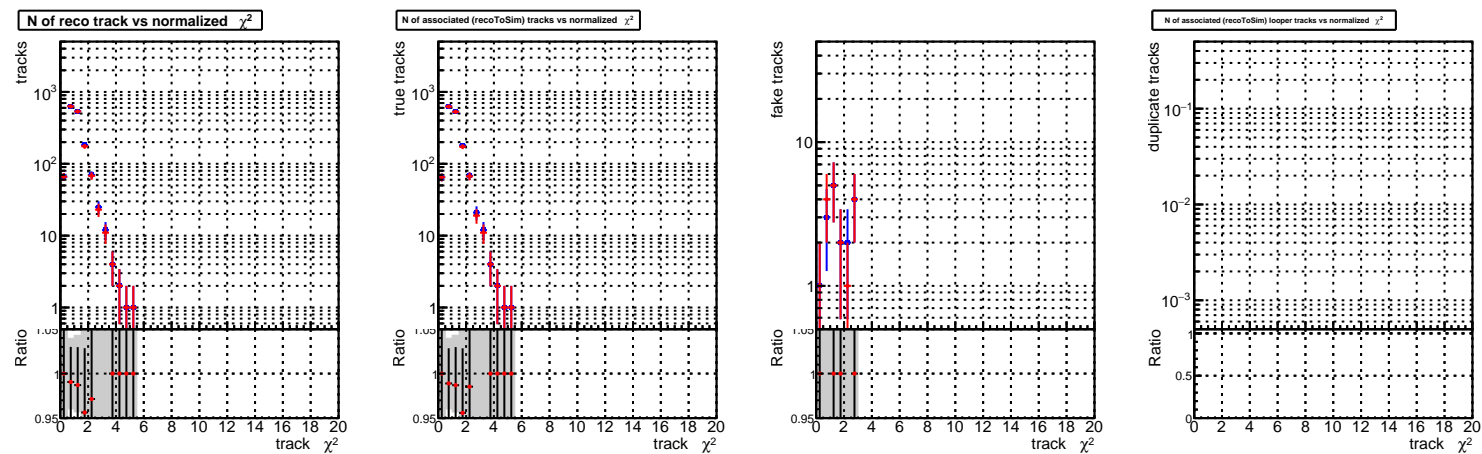 N of reco track vs normalized χ²
tracks
10³
10²
10
1
1.05
Ratio
1
0.95
0 2 4 6 8 10 12 14 16 18 20
track χ²
N of associated (recoToSim) tracks vs normalized χ²
true tracks
10³
10²
10
1
1.05
Ratio
1
0.95
0 2 4 6 8 10 12 14 16 18 20
track χ²
fake tracks
10
1
1.05
Ratio
1
0.95
0 2 4 6 8 10 12 14 16 18 20
track χ²
N of associated (recoToSim) looper tracks vs normalized χ²
duplicate tracks
10⁻¹
10⁻²
10⁻³
Ratio
1
0.5
0
0 2 4 6 8 10 12 14 16 18 20
track χ²